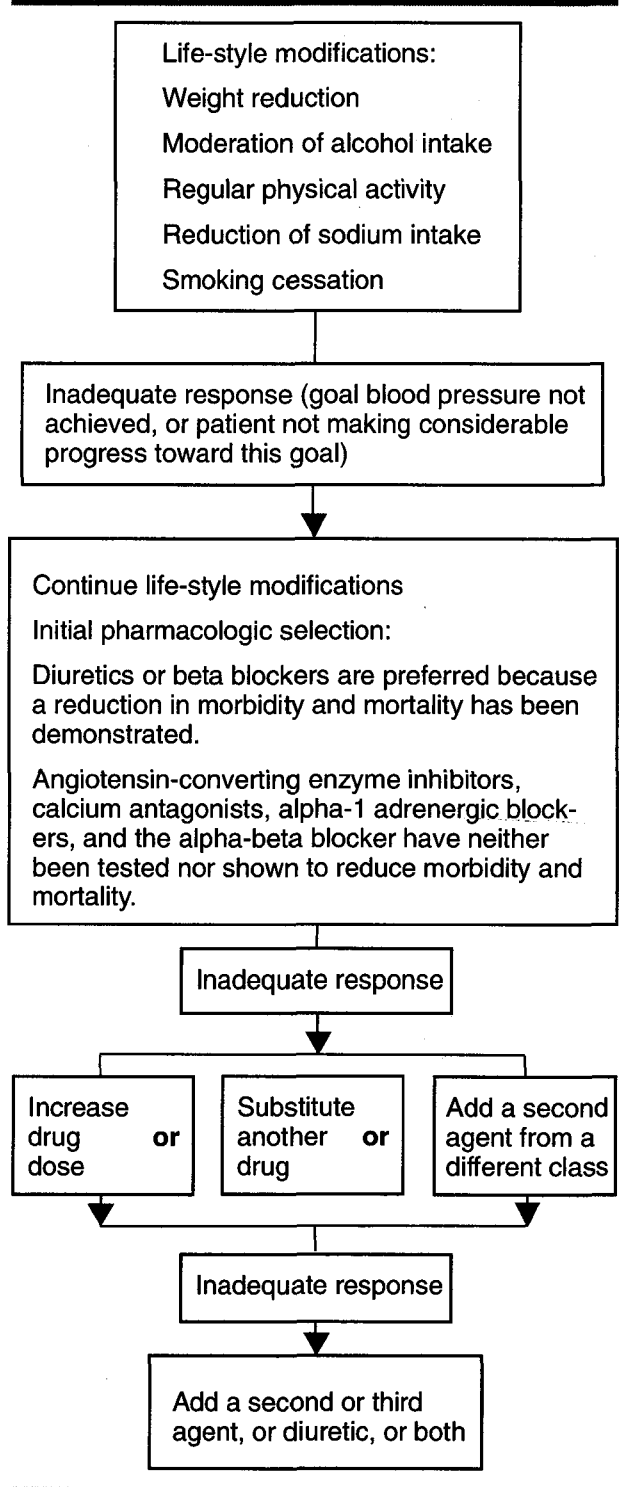 Life-style modifications:
Weight reduction
Moderation of alcohol intake
Regular physical activity
Reduction of sodium intake
Smoking cessation
Inadequate response (goal blood pressure not
achieved, or patient not making considerable
progress toward this goal)
Continue life-style modifications
Initial pharmacologic selection:
Diuretics or beta blockers are preferred because
a reduction in morbidity and mortality has been
demonstrated.
Angiotensin-converting enzyme inhibitors,
calcium antagonists, alpha-1 adrenergic block-
ers, and the alpha-beta blocker have neither
been tested nor shown to reduce morbidity and
mortality.
Inadequate response
Increase
drug or
dose
Substitute
another or
drug
Add a second
agent from a
different class
Inadequate response
Add a second or third
agent, or diuretic, or both